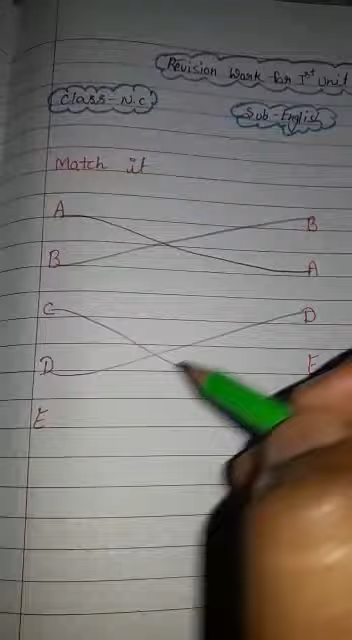 Revision Work for Ist Unit
Class - N.C
Sub - English
Match it
A B
B A
C D
D E
E